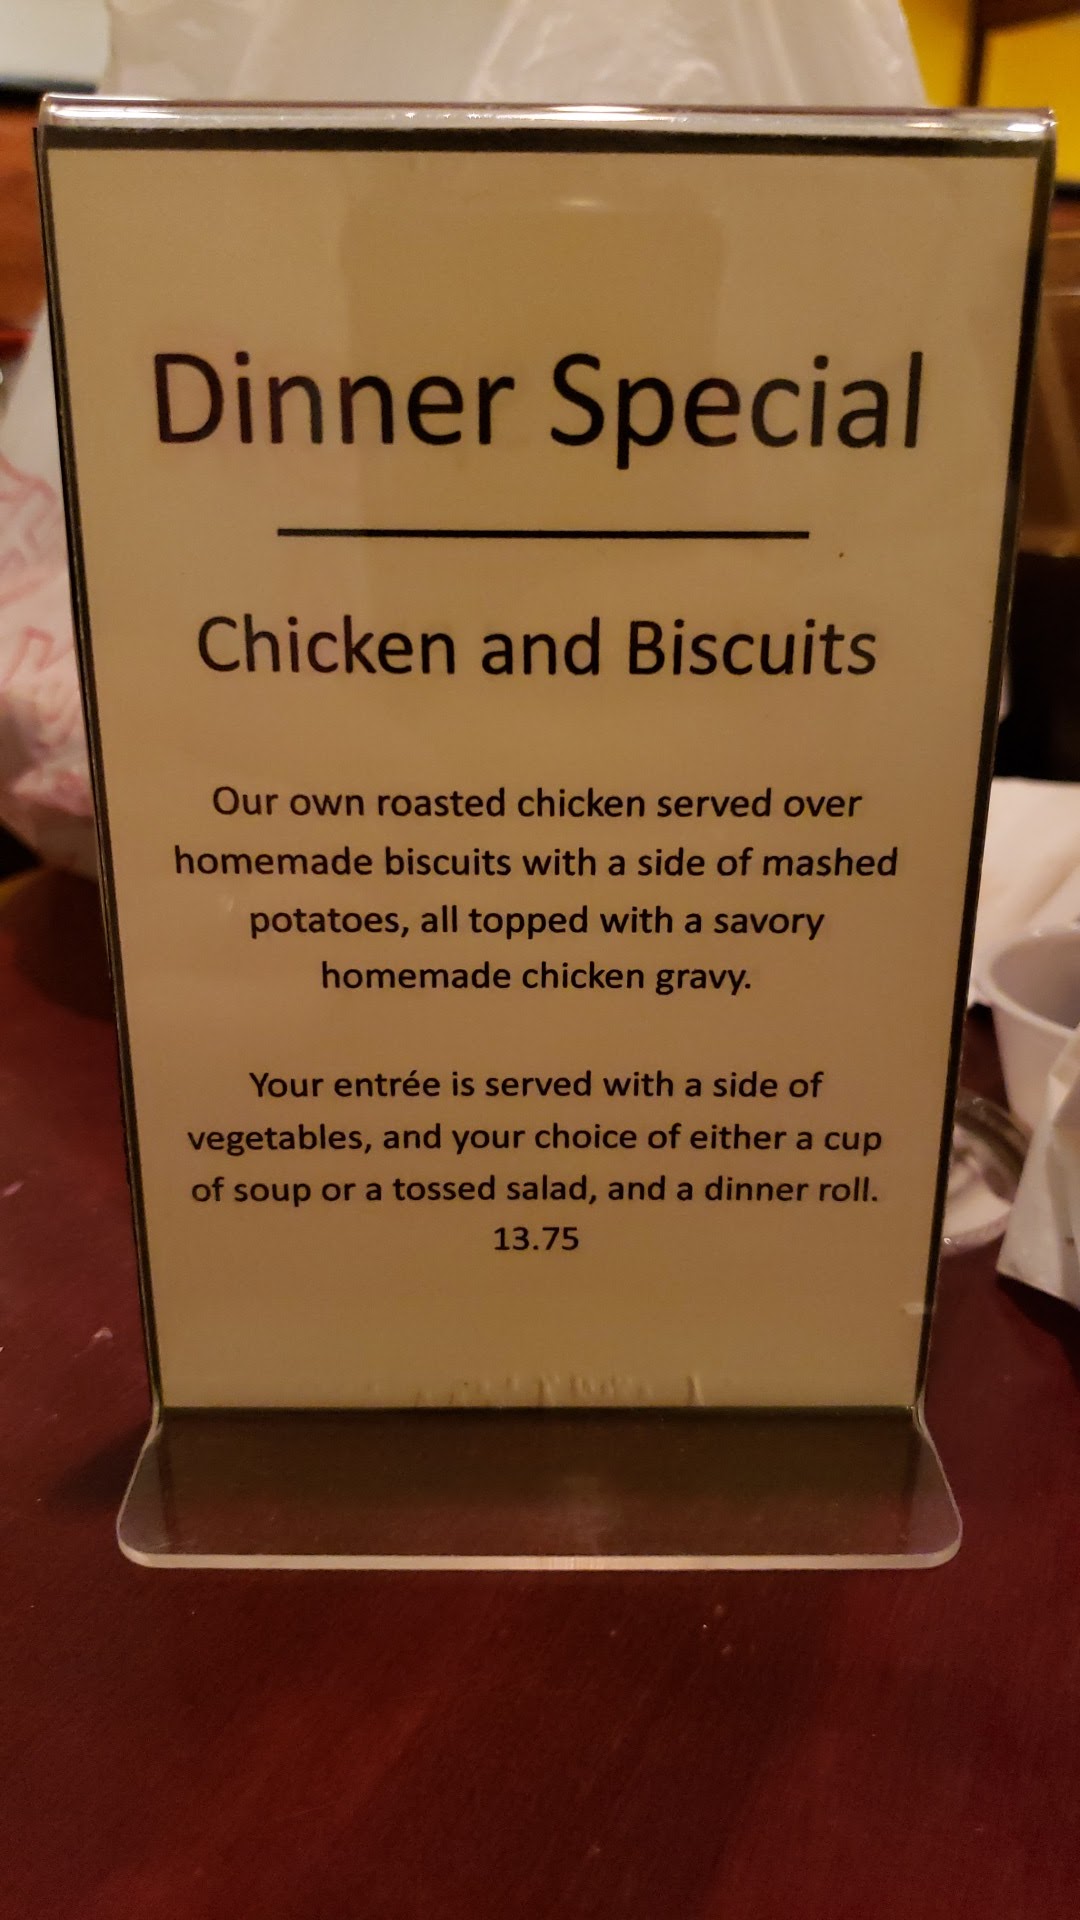 Dinner Special
Chicken and Biscuits
Our own roasted chicken served over
homemade biscuits with a side of mashed
potatoes, all topped with a savory
homemade chicken gravy.
Your entrée is served with a side of
vegetables, and your choice of either a cup
of soup or a tossed salad, and a dinner roll.
13.75